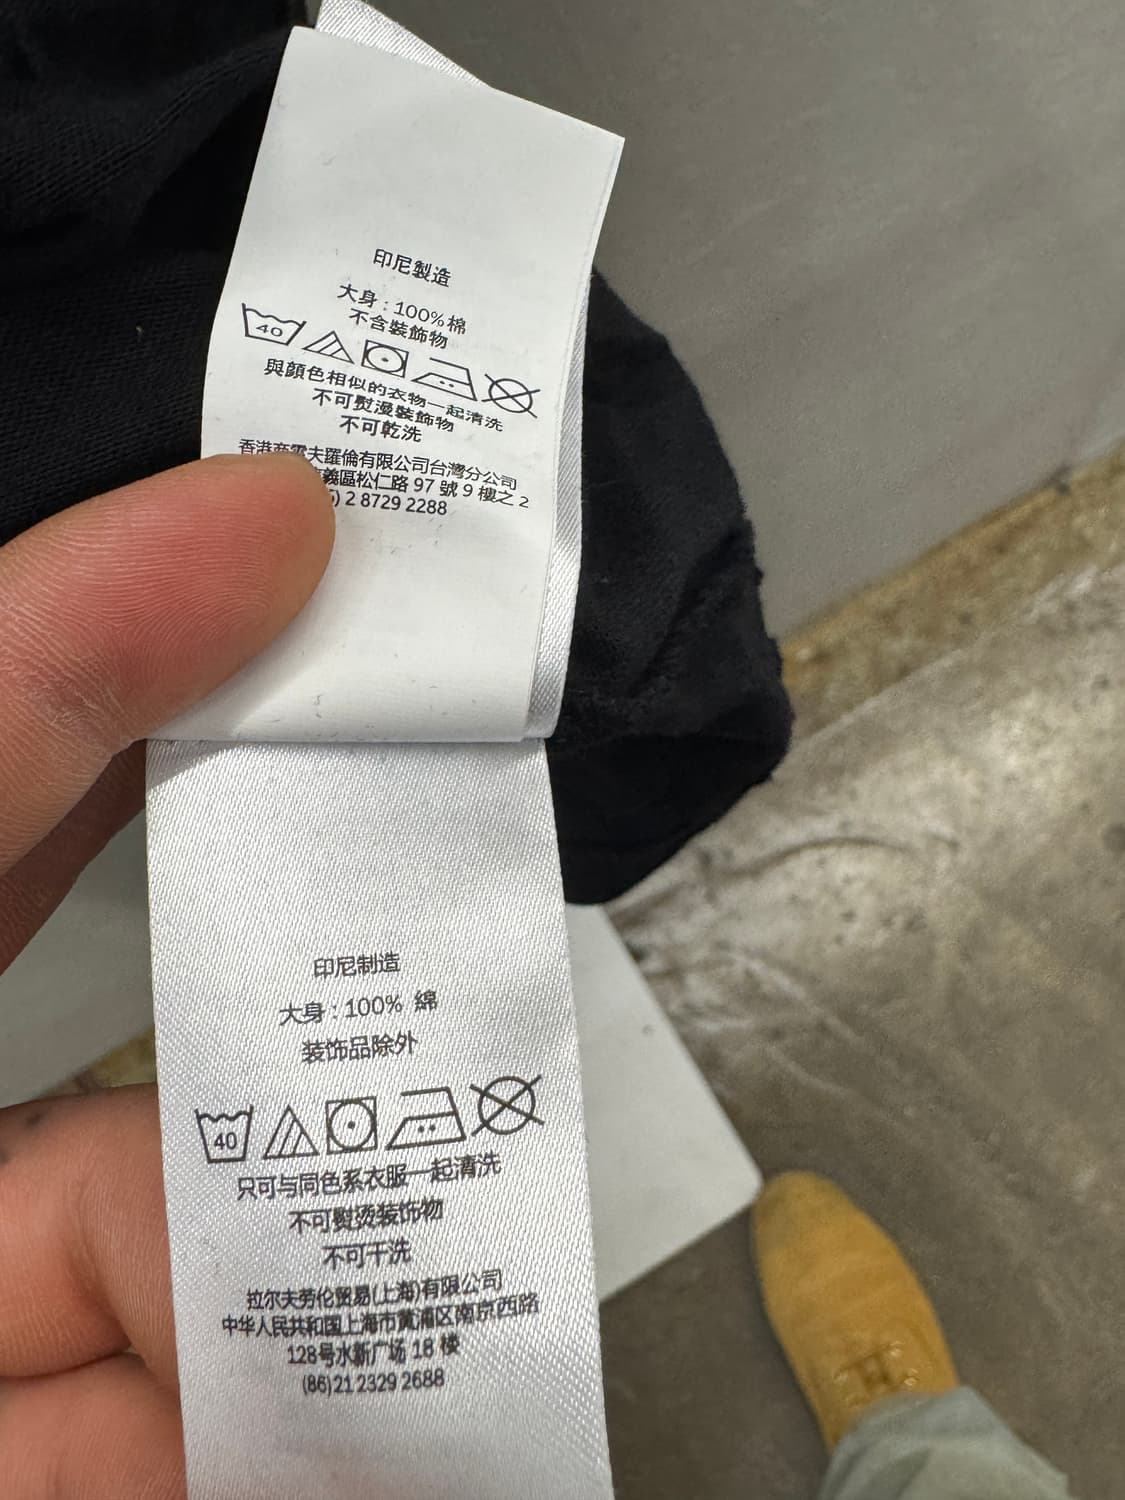 印尼製造
大身 : 100% 棉
不含裝飾物
40
與顏色相似的衣物一起清洗
不可熨漫裝飾物
不可乾洗
香港商 夫羅倫有限公司台灣分公司
義區松仁路 97 號 9 樓之 2
) 2 8729 2288
印尼制造
大身 : 100% 綿
装饰品除外
40
只可与同色系衣服一起清洗
不可熨烫装饰物
不可干洗
拉尔夫劳伦贸易(上海)有限公司
中华人民共和国上海市黄浦区南京西路
128号永新广场 18 楼
(86)21 2329 2688